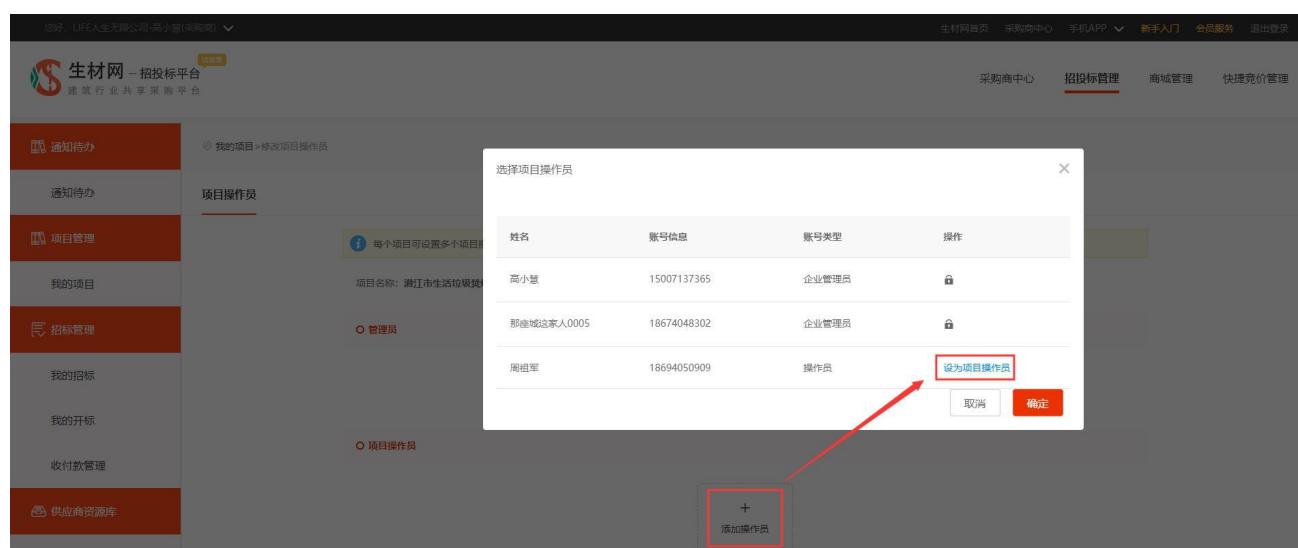 您好，LIFE人生无限公司-高小慧(采购商)
生材网首页 采购商中心 手机APP 新手入门 会员服务 退出登录
生材网 – 招投标平台
建筑行业共享采购平台
采购商中心 招投标管理 商城管理 快捷竞价管理
通知待办
我的项目>修改项目操作员
通知待办
项目操作员
项目管理
每个项目可设置多个项目
我的项目
项目名称：潜江市生活垃圾焚
招标管理
管理员
我的招标
我的开标
项目操作员
收付款管理
供应商资源库
+
添加操作员
选择项目操作员
姓名 账号信息 账号类型 操作
高小慧 15007137365 企业管理员
那座城这家人0005 18674048302 企业管理员
周祖军 18694050909 操作员 设为项目操作员
取消 确定